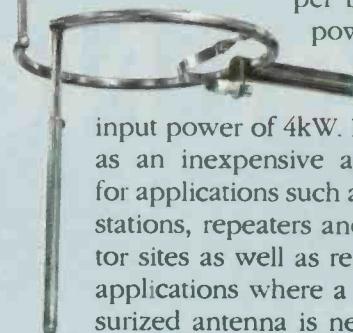 per
pow
input power of 4kW.
as an inexpensive a
for applications such a
stations, repeaters an
tor sites as well as re
applications where a
surized antenna is ne